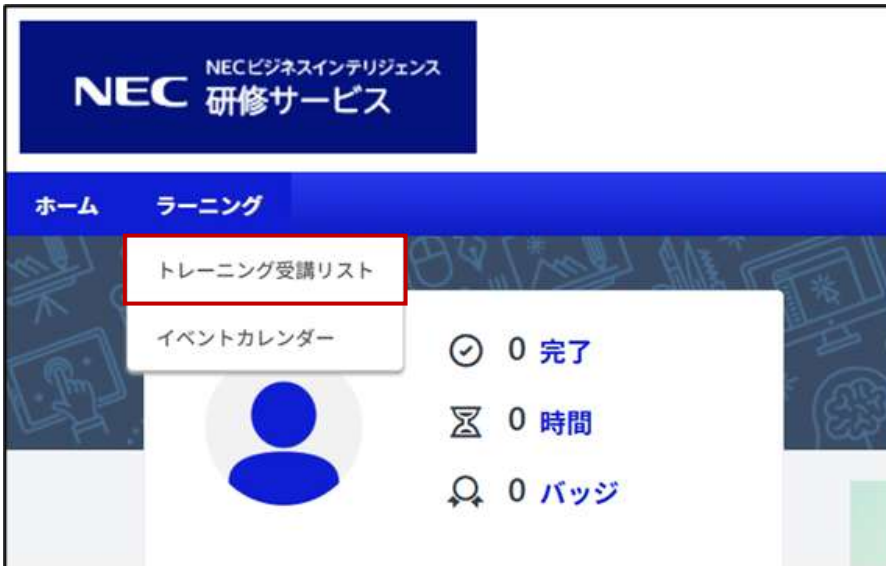 NEC
NECビジネスインテリジェンス
研修サービス
ホーム ラーニング
トレーニング受講リスト
イベントカレンダー
0 完了
0 時間
0 バッジ